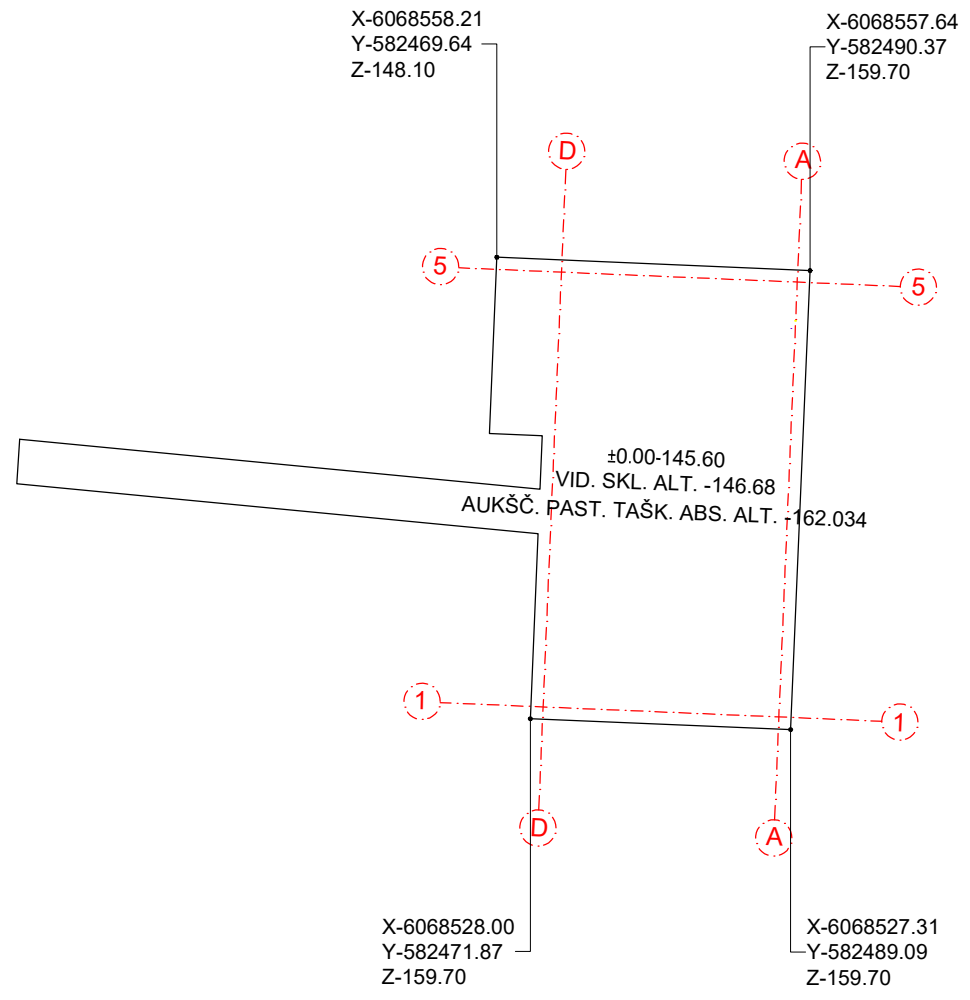 X-6068558.21
Y-582469.64
Z-148.10
X-6068557.64
Y-582490.37
Z-159.70
D
A
5
5
±0.00-145.60
VID. SKL. ALT. -146.68
AUKŠČ. PAST. TAŠK. ABS. ALT. -162.034
1
1
D
A
X-6068528.00
Y-582471.87
Z-159.70
X-6068527.31
Y-582489.09
Z-159.70